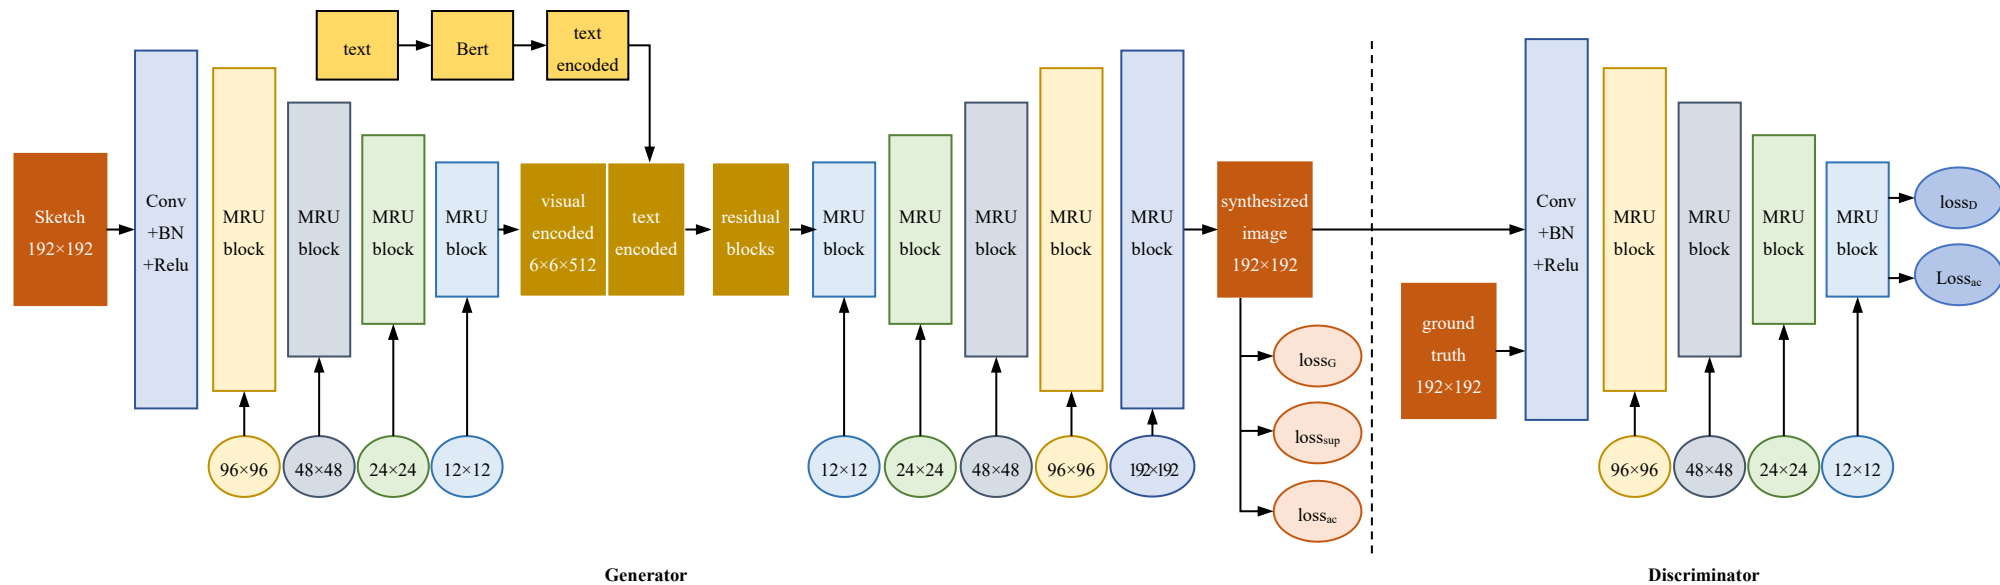 text
Bert
text
encoded
Sketch
192×192
Conv
+BN
+Relu
MRU
block
MRU
block
MRU
block
MRU
block
visual
encoded
6×6×512
text
encoded
residual
blocks
MRU
block
MRU
block
MRU
block
MRU
block
MRU
block
synthesized
image
192×192
96×96
48×48
24×24
12×12
12×12
24×24
48×48
96×96
192×192
lossG
losssup
lossac
Generator
ground
truth
192×192
Conv
+BN
+Relu
MRU
block
MRU
block
MRU
block
MRU
block
lossD
Lossac
96×96
48×48
24×24
12×12
Discriminator